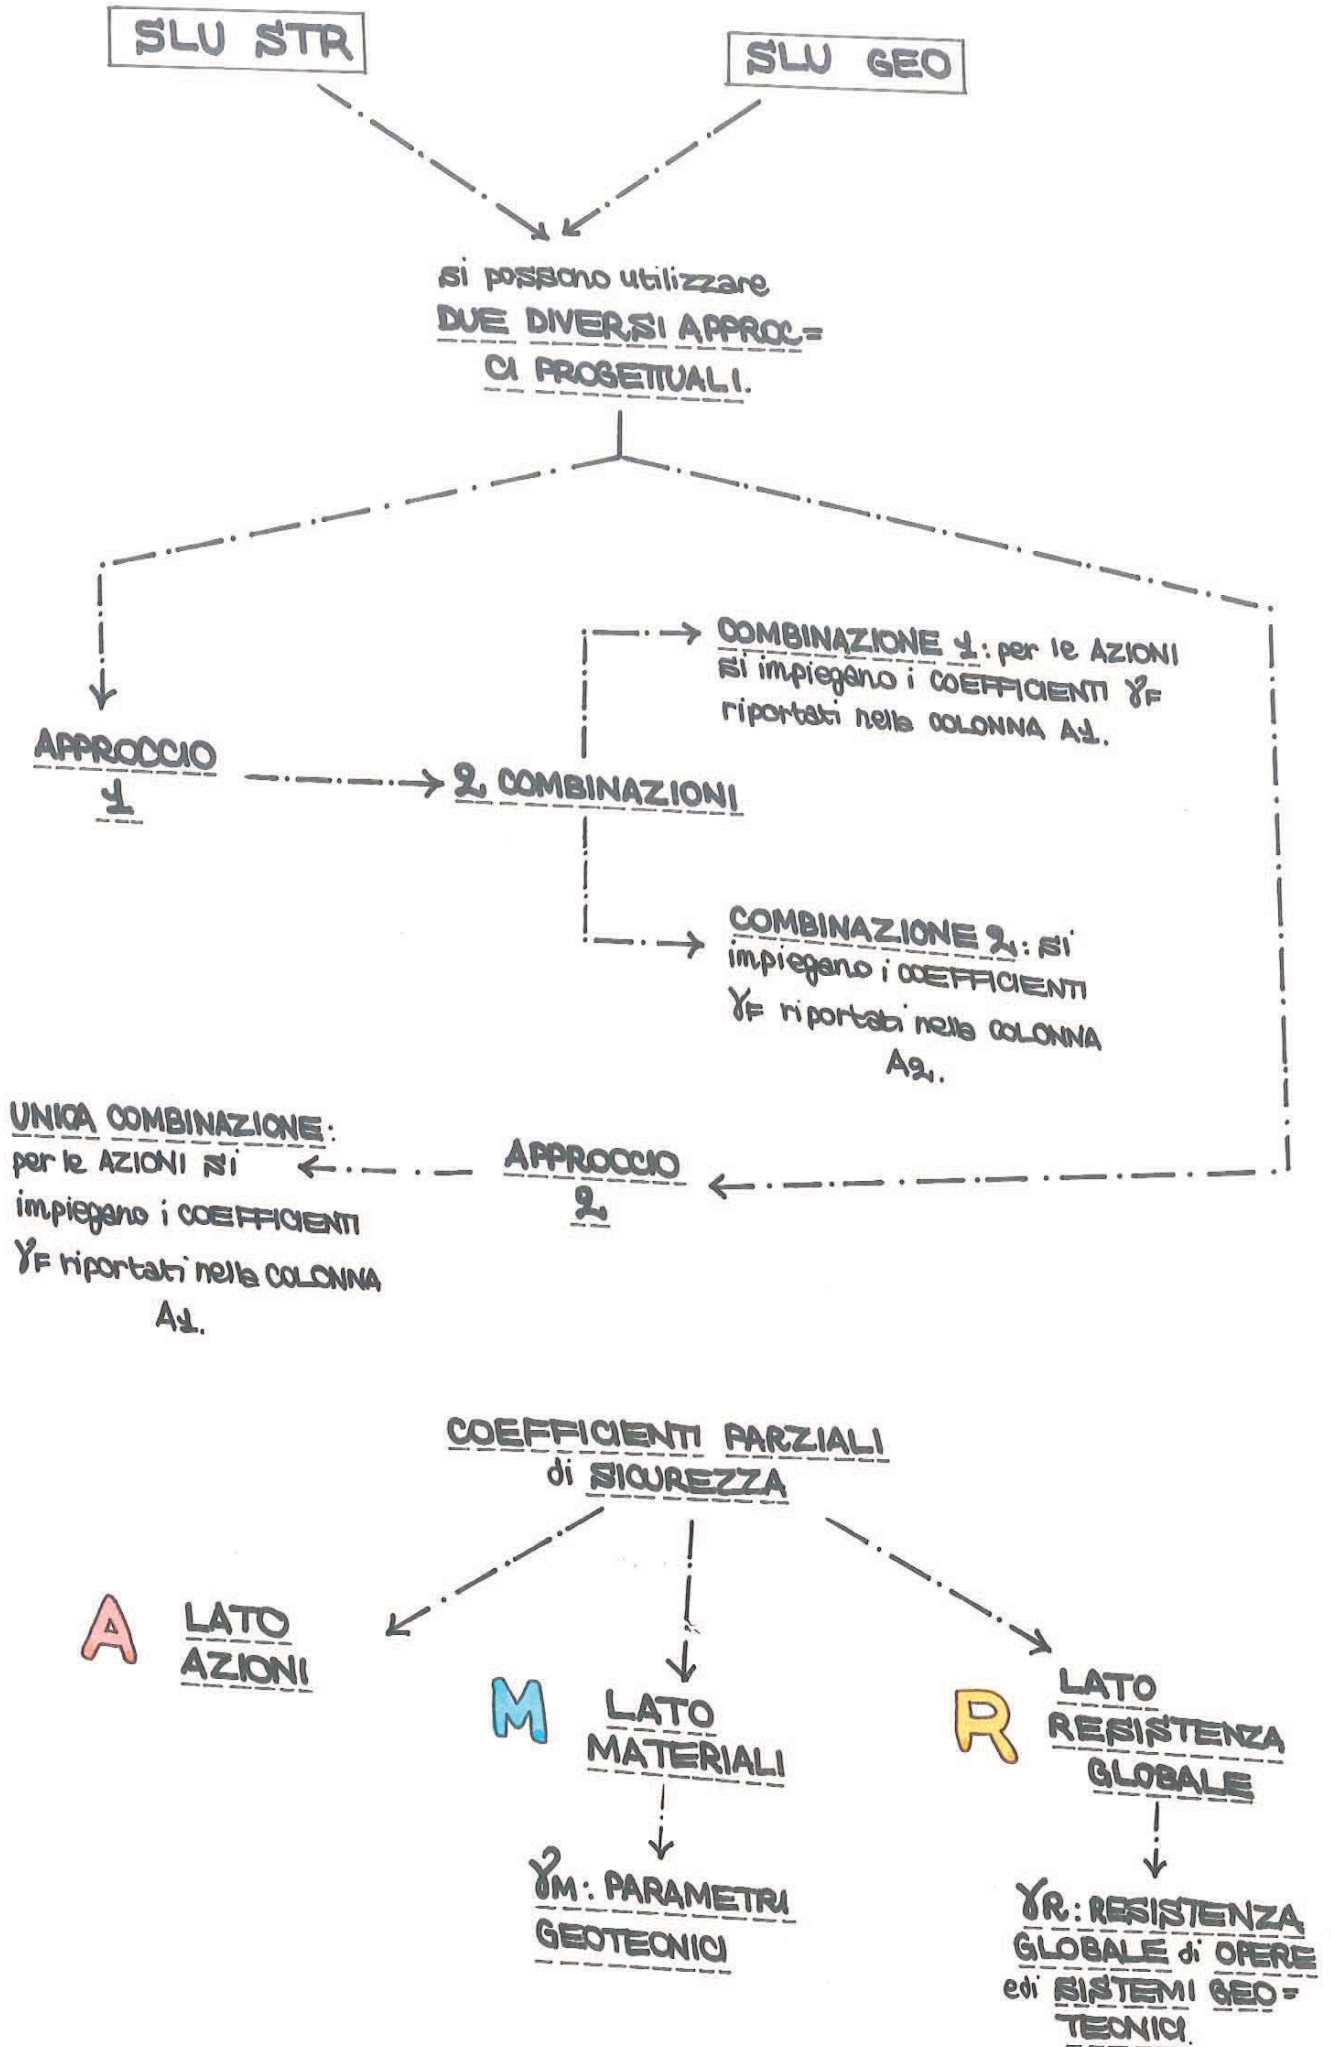 SLU STR
SLU GEO
si possono utilizzare
DUE DIVERSI APPROC=
CI PROGETTUALI.
COMBINAZIONE 1: per le AZIONI
si impiegano i COEFFICIENTI γF
riportati nella COLONNA A1.
APPROCCIO
1
2 COMBINAZIONI
COMBINAZIONE 2: si
impiegano i COEFFICIENTI
γF riportati nella COLONNA
A2.
UNICA COMBINAZIONE:
per le AZIONI si
impiegano i COEFFICIENTI
γF riportati nella COLONNA
A1.
APPROCCIO
2
COEFFICIENTI PARZIALI
di SICUREZZA
A
LATO
AZIONI
M
LATO
MATERIALI
γM: PARAMETRI
GEOTECNICI
R
LATO
RESISTENZA
GLOBALE
γR: RESISTENZA
GLOBALE di OPERE
e di SISTEMI GEO=
TECNICI.